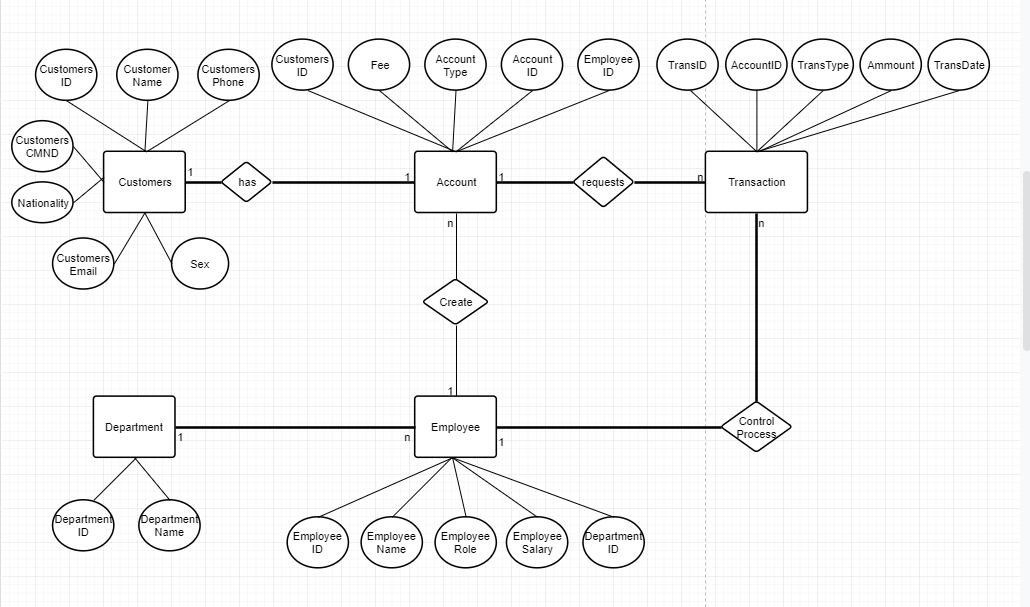 Customers
ID
Customer
Name
Customers
Phone
Customers
ID
Fee
Account
Type
Account
ID
Employee
ID
TransID
AccountID
TransType
Ammount
TransDate
Customers
CMND
Nationality
Customers
1
has
1
Account
1
requests
n
Transaction
n
n
Customers
Email
Sex
Create
1
Department
1
n
Employee
1
Control
Process
Department
ID
Department
Name
Employee
ID
Employee
Name
Employee
Role
Employee
Salary
Department
ID